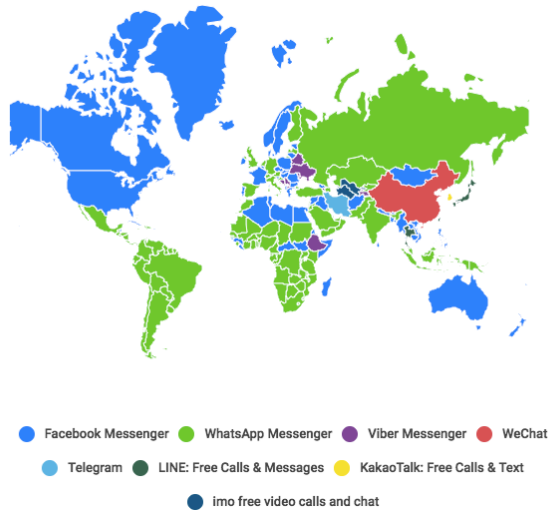 Facebook Messenger WhatsApp Messenger Viber Messenger WeChat
Telegram LINE: Free Calls & Messages KakaoTalk: Free Calls & Text
imo free video calls and chat